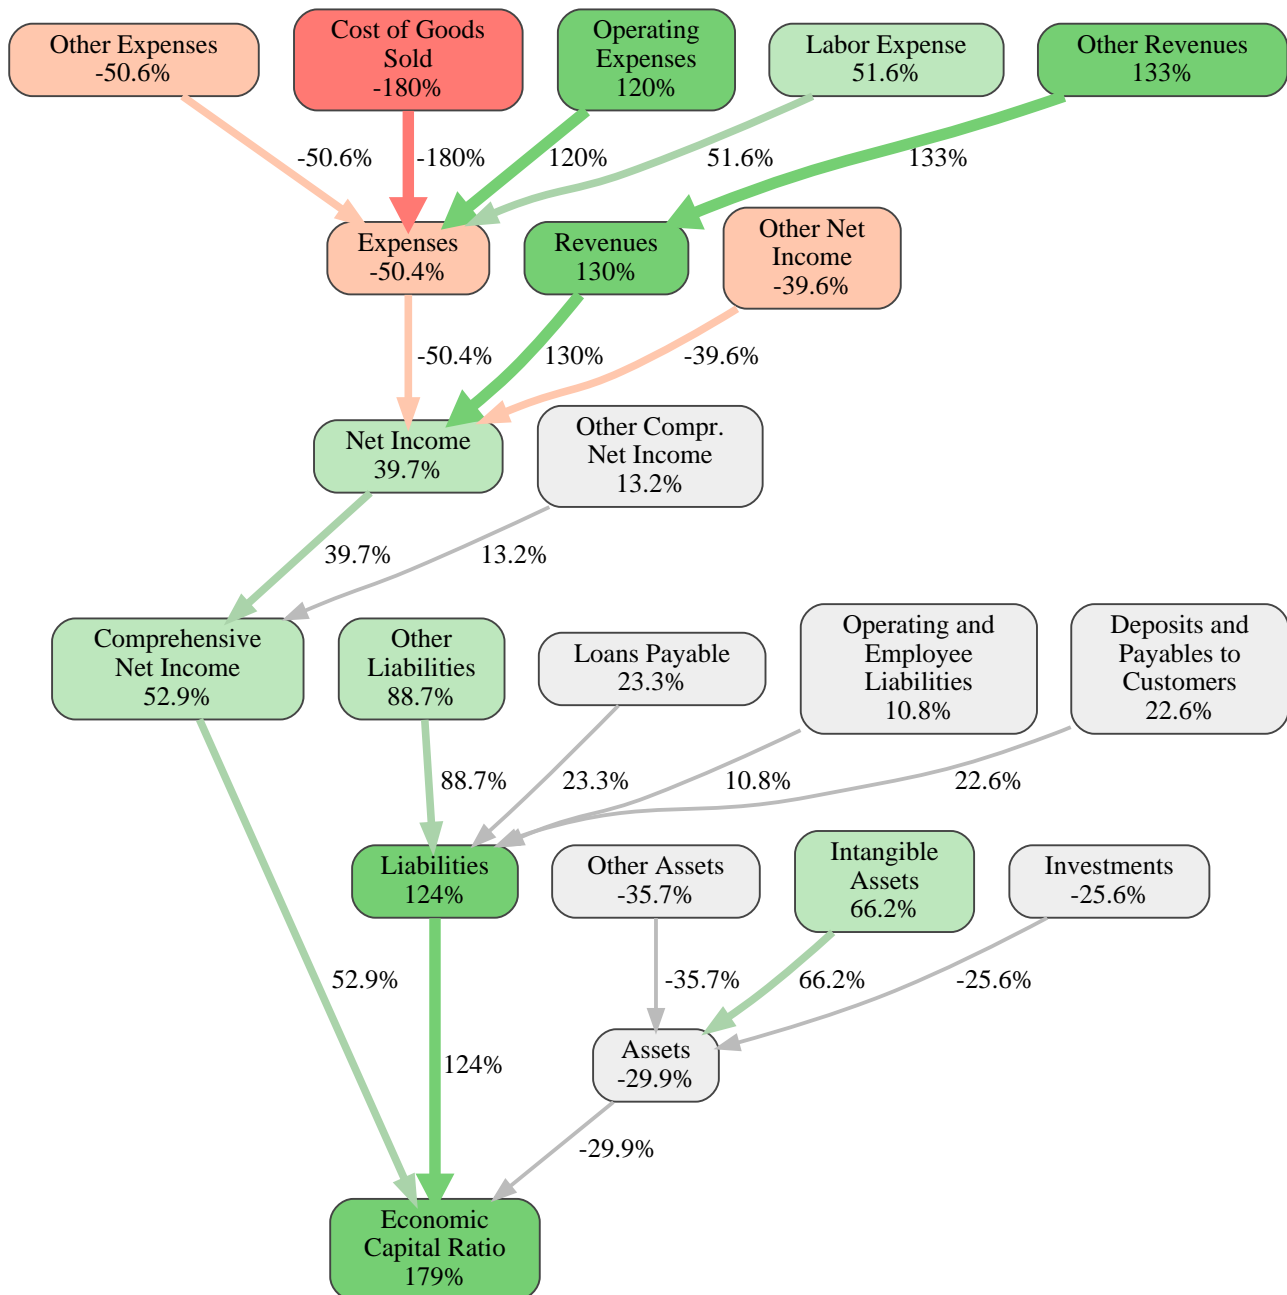 Other Expenses
-50.6%
Cost of Goods
Sold
-180%
Operating
Expenses
120%
Labor Expense
51.6%
Other Revenues
133%
-50.6%
-180%
120%
51.6%
133%
Expenses
-50.4%
Revenues
130%
Other Net
Income
-39.6%
-50.4%
130%
-39.6%
Net Income
39.7%
Other Compr.
Net Income
13.2%
39.7%
13.2%
Comprehensive
Net Income
52.9%
Other
Liabilities
88.7%
Loans Payable
23.3%
Operating and
Employee
Liabilities
10.8%
Deposits and
Payables to
Customers
22.6%
88.7%
23.3%
10.8%
22.6%
Liabilities
124%
Other Assets
-35.7%
Intangible
Assets
66.2%
Investments
-25.6%
52.9%
-35.7%
66.2%
-25.6%
124%
Assets
-29.9%
-29.9%
Economic
Capital Ratio
179%